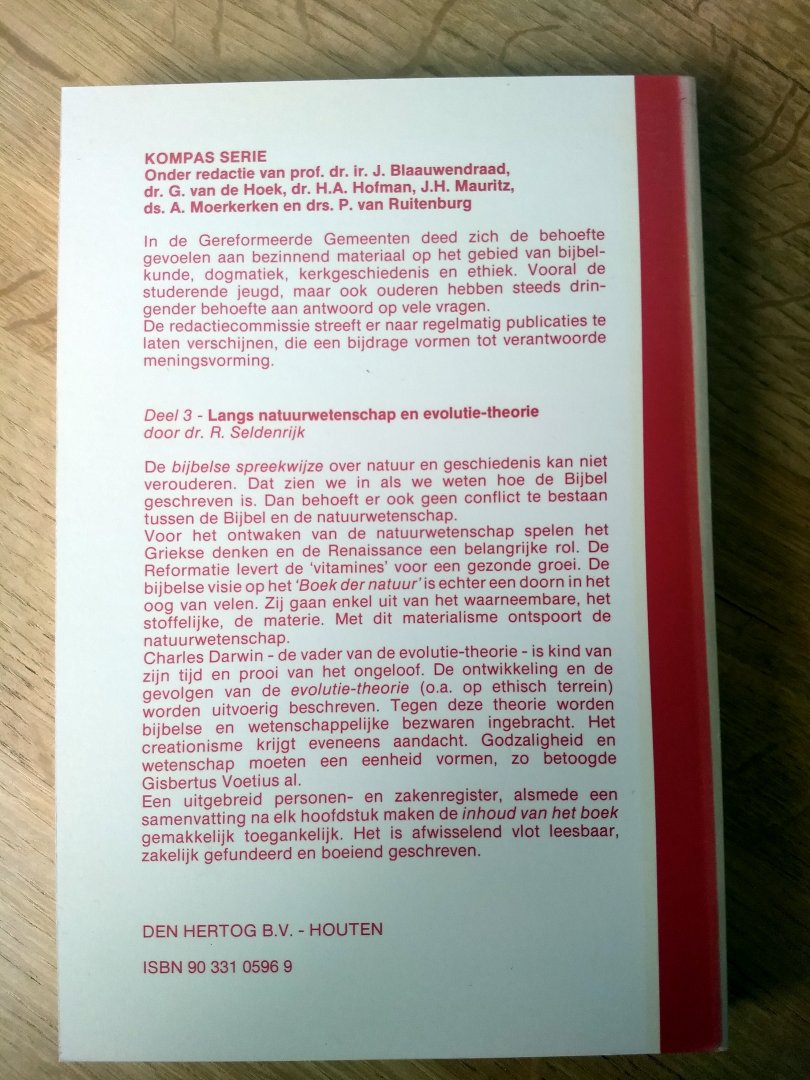 KOMPAS SERIE
Onder redactie van prof. dr. ir. J. Blaauwendraad,
dr. G. van de Hoek, dr. H.A. Hofman, J.H. Mauritz,
ds. A. Moerkerken en drs. P. van Ruitenburg
In de Gereformeerde Gemeenten deed zich de behoefte
gevoelen aan bezinnend materiaal op het gebied van bijbel-
kunde, dogmatiek, kerkgeschiedenis en ethiek. Vooral de
studerende jeugd, maar ook ouderen hebben steeds drin-
gender behoefte aan antwoord op vele vragen.
De redactiecommissie streeft er naar regelmatig publicaties te
laten verschijnen, die een bijdrage vormen tot verantwoorde
meningsvorming.
Deel 3 - Langs natuurwetenschap en evolutie-theorie
door dr. R. Seldenrijk
De bijbelse spreekwijze over natuur en geschiedenis kan niet
verouderen. Dat zien we in als we weten hoe de Bijbel
geschreven is. Dan behoeft er ook geen conflict te bestaan
tussen de Bijbel en de natuurwetenschap.
Voor het ontwaken van de natuurwetenschap spelen het
Griekse denken en de Renaissance een belangrijke rol. De
Reformatie levert de 'vitamines' voor een gezonde groei. De
bijbelse visie op het 'Boek der natuur' is echter een doorn in het
oog van velen. Zij gaan enkel uit van het waarneembare, het
stoffelijke, de materie. Met dit materialisme ontspoort de
natuurwetenschap.
Charles Darwin - de vader van de evolutie-theorie - is kind van
zijn tijd en prooi van het ongeloof. De ontwikkeling en de
gevolgen van de evolutie-theorie (o.a. op ethisch terrein)
worden uitvoerig beschreven. Tegen deze theorie worden
bijbelse en wetenschappelijke bezwaren ingebracht. Het
creationisme krijgt eveneens aandacht. Godzaligheid en
wetenschap moeten een eenheid vormen, zo betoogde
Gisbertus Voetius al.
Een uitgebreid personen- en zakenregister, alsmede een
samenvatting na elk hoofdstuk maken de inhoud van het boek
gemakkelijk toegankelijk. Het is afwisselend vlot leesbaar,
zakelijk gefundeerd en boeiend geschreven.
DEN HERTOG B.V. - HOUTEN
ISBN 90 331 0596 9